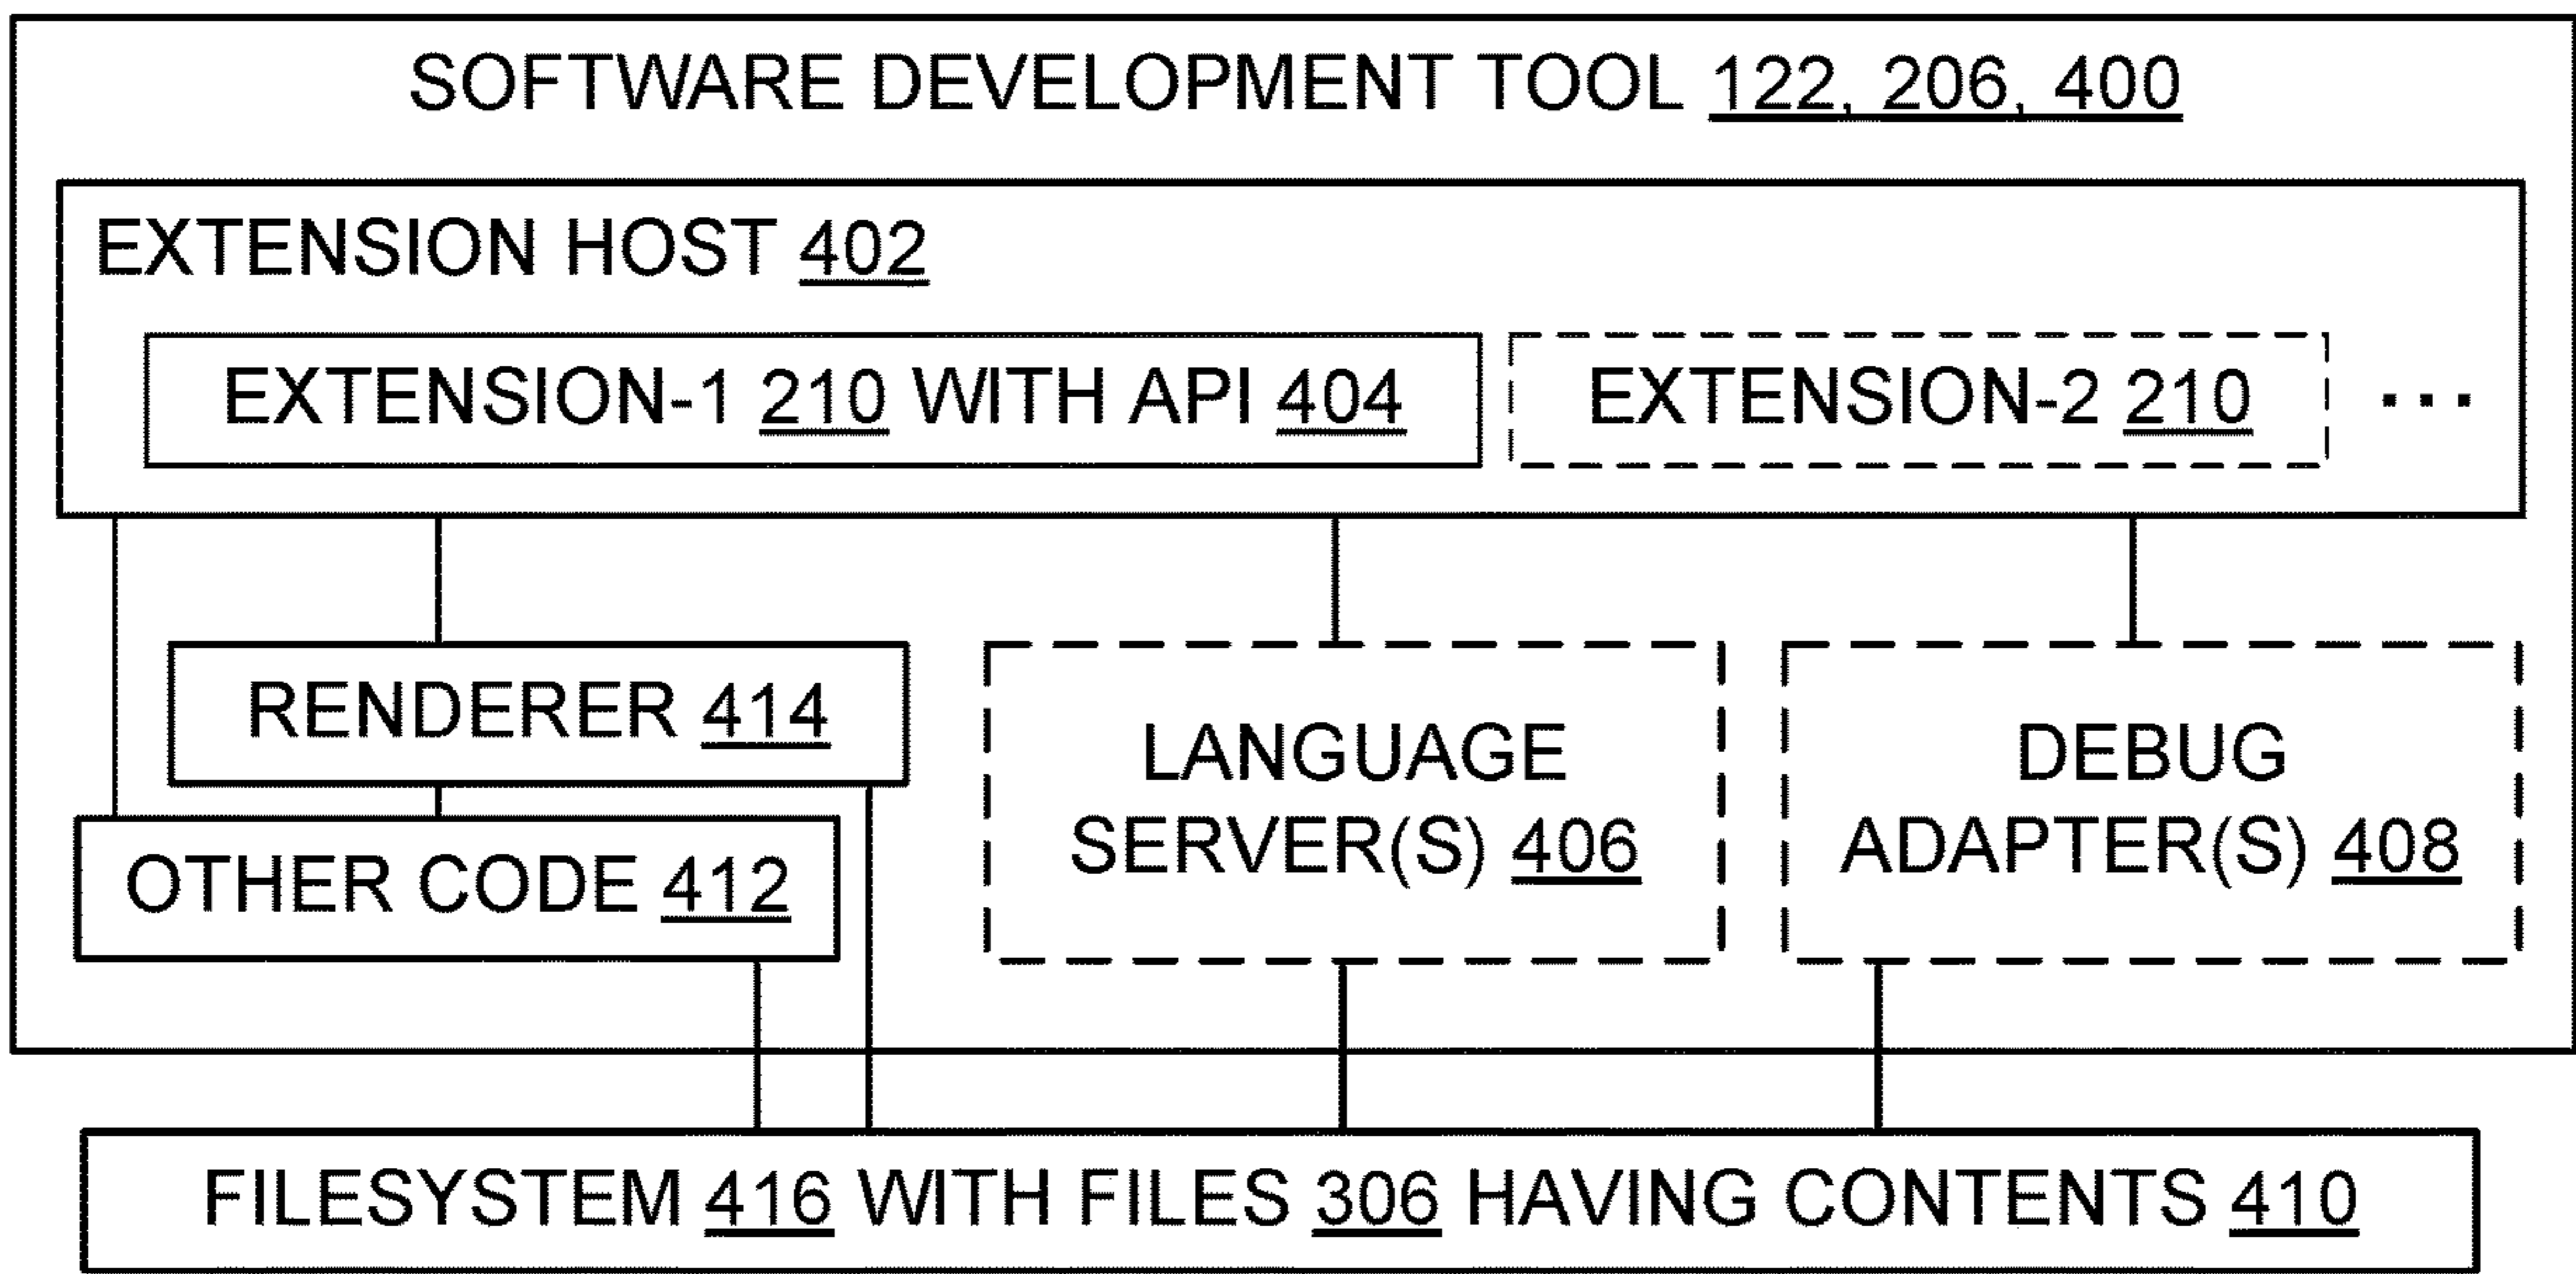 SOFTWARE DEVELOPMENT TOOL 122, 206, 400
EXTENSION HOST 402
EXTENSION-1 210 WITH API 404
EXTENSION-2 210
...
RENDERER 414
OTHER CODE 412
LANGUAGE
SERVER(S) 406
DEBUG
ADAPTER(S) 408
FILESYSTEM 416 WITH FILES 306 HAVING CONTENTS 410